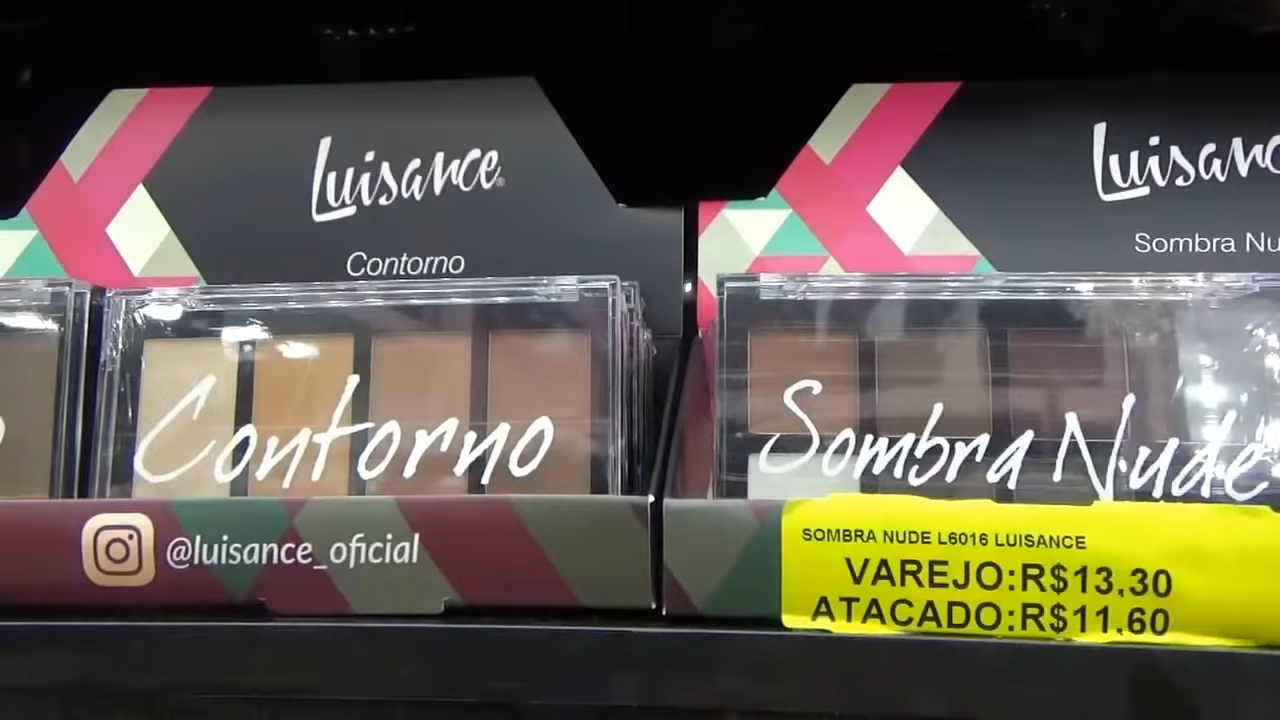 Luisance
Contorno
Contorno
@luisance_oficial
Luisance
Sombra Nu
Sombra Nude
SOMBRA NUDE L6016 LUISANCE
VAREJO:R$13,30
ATACADO:R$11,60